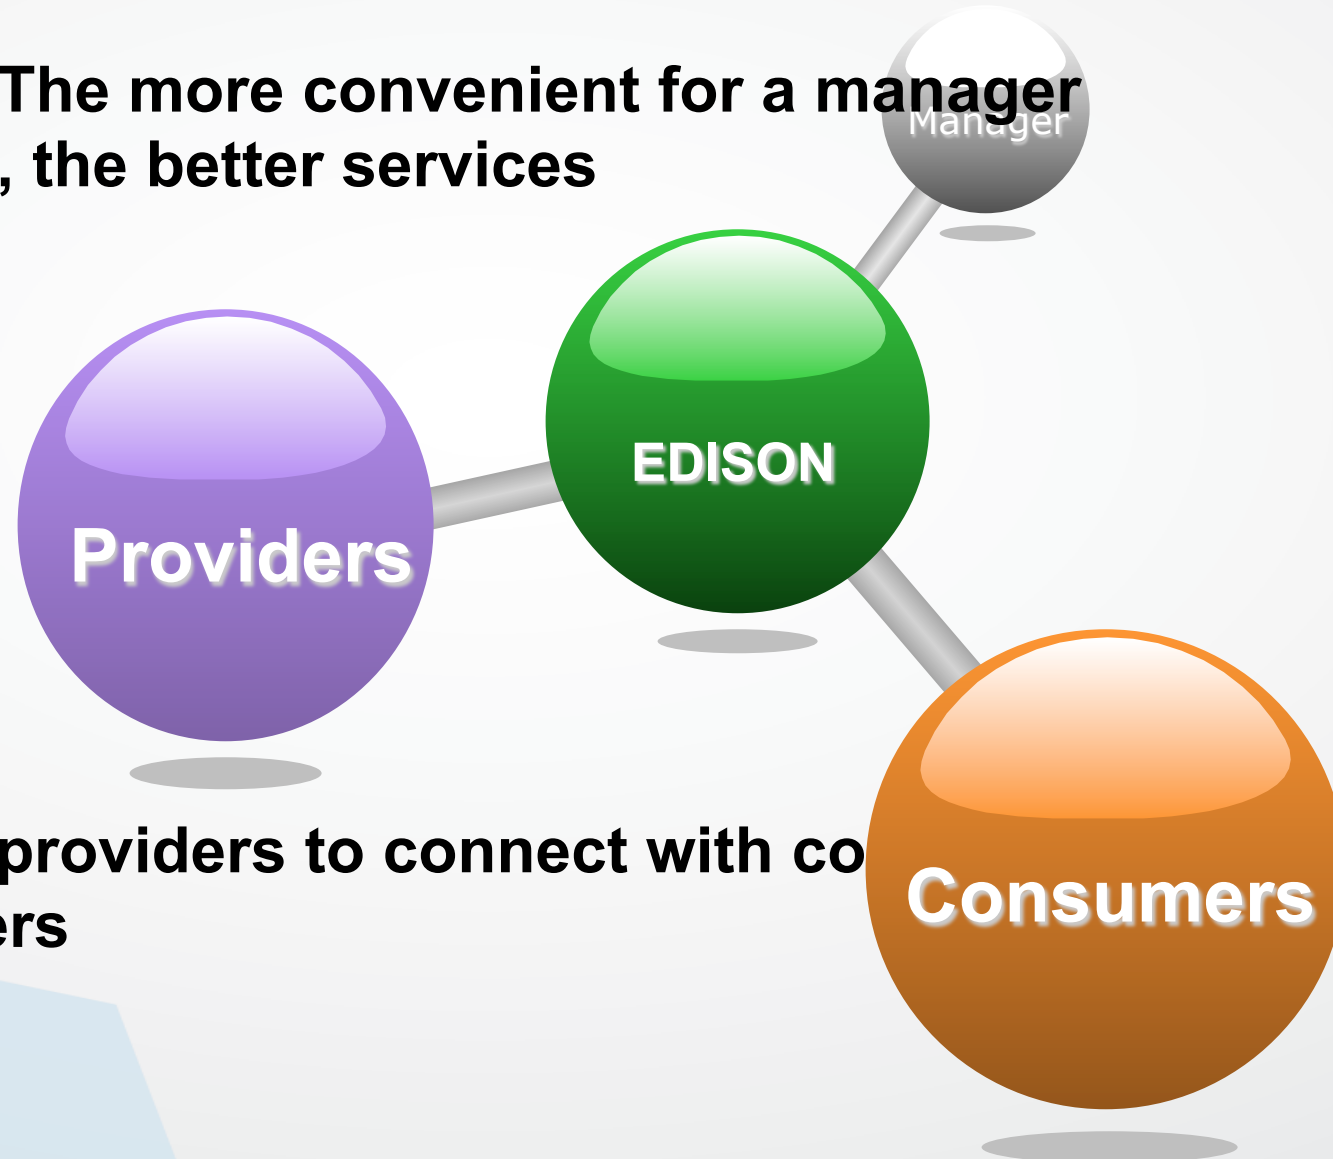 The more convenient for a manager
, the better services
Manager
EDISON
Providers
providers to connect with co
ers
Consumers